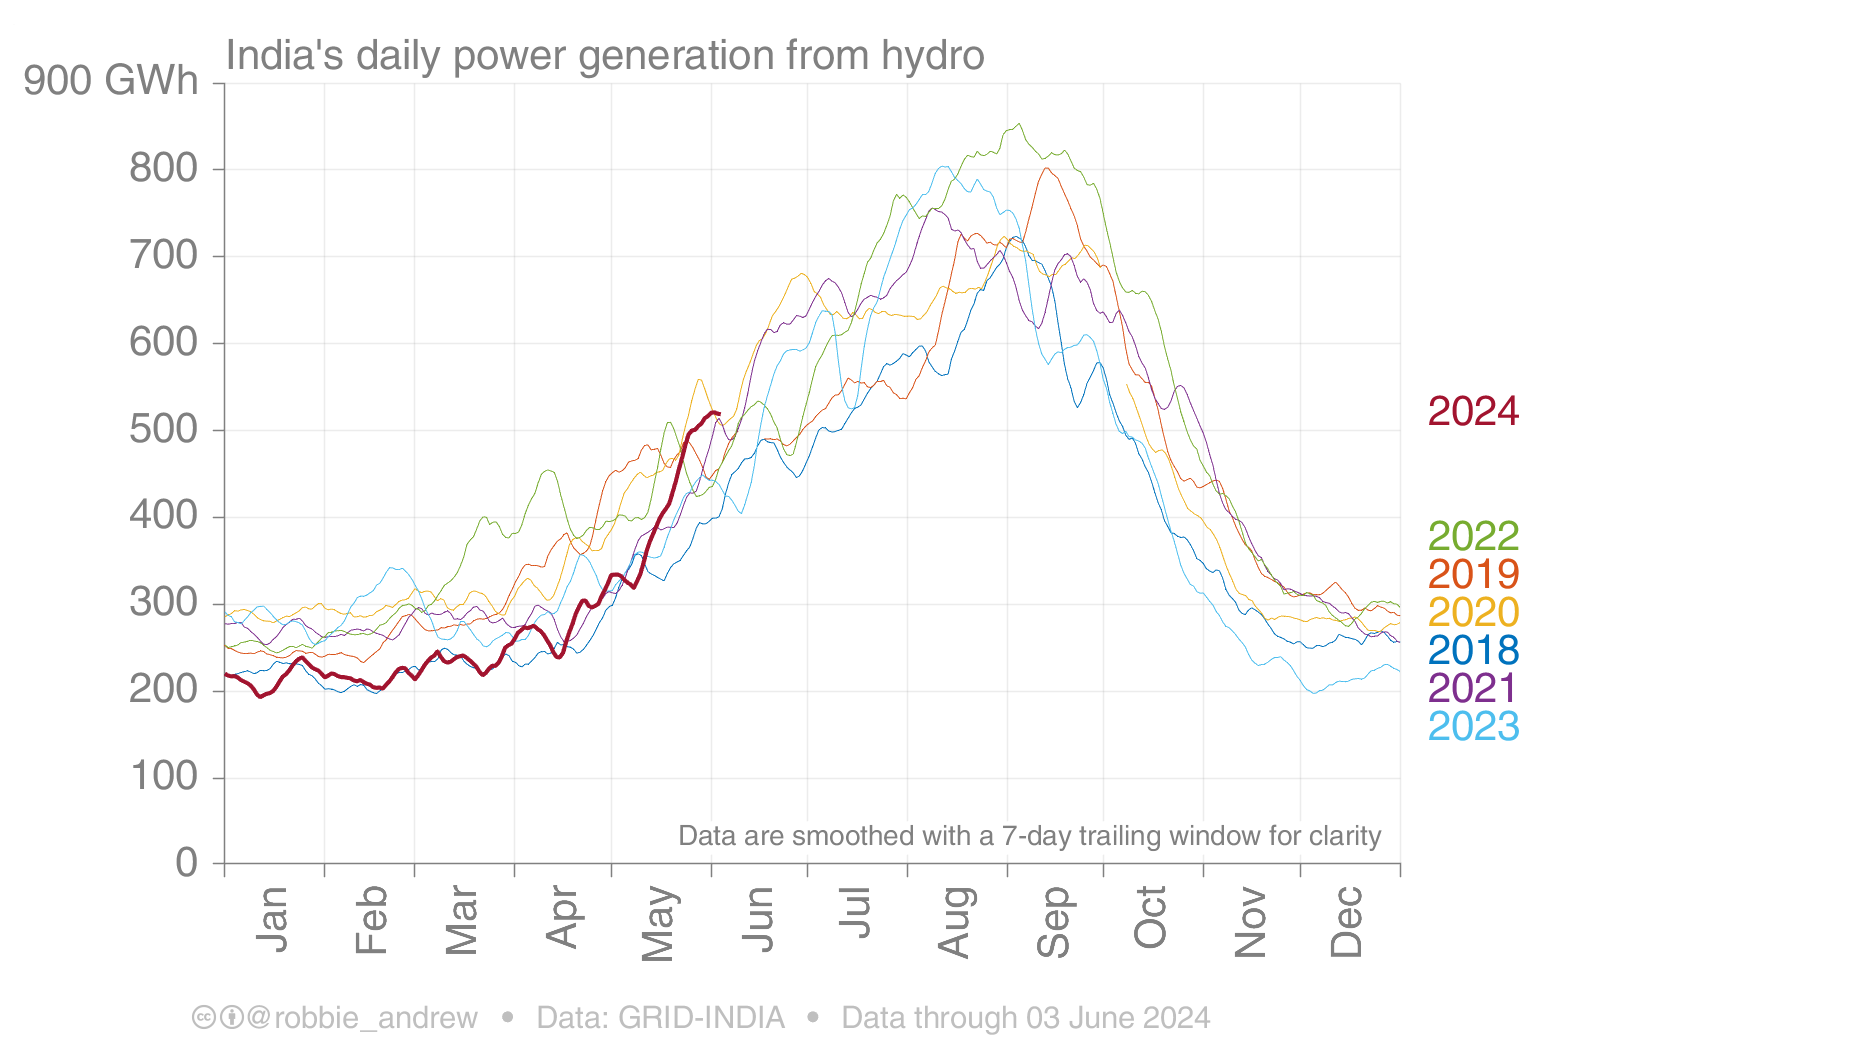 India's daily power generation from hydro
900 GWh
800
700
600
500
400
300
200
100
0
2024
2022
2019
2020
2018
2021
2023
Data are smoothed with a 7-day trailing window for clarity
Jan
Feb
Mar
Apr
May
Jun
Jul
Aug
Sep
Oct
Nov
Dec
cc @robbie_andrew • Data: GRID-INDIA • Data through 03 June 2024